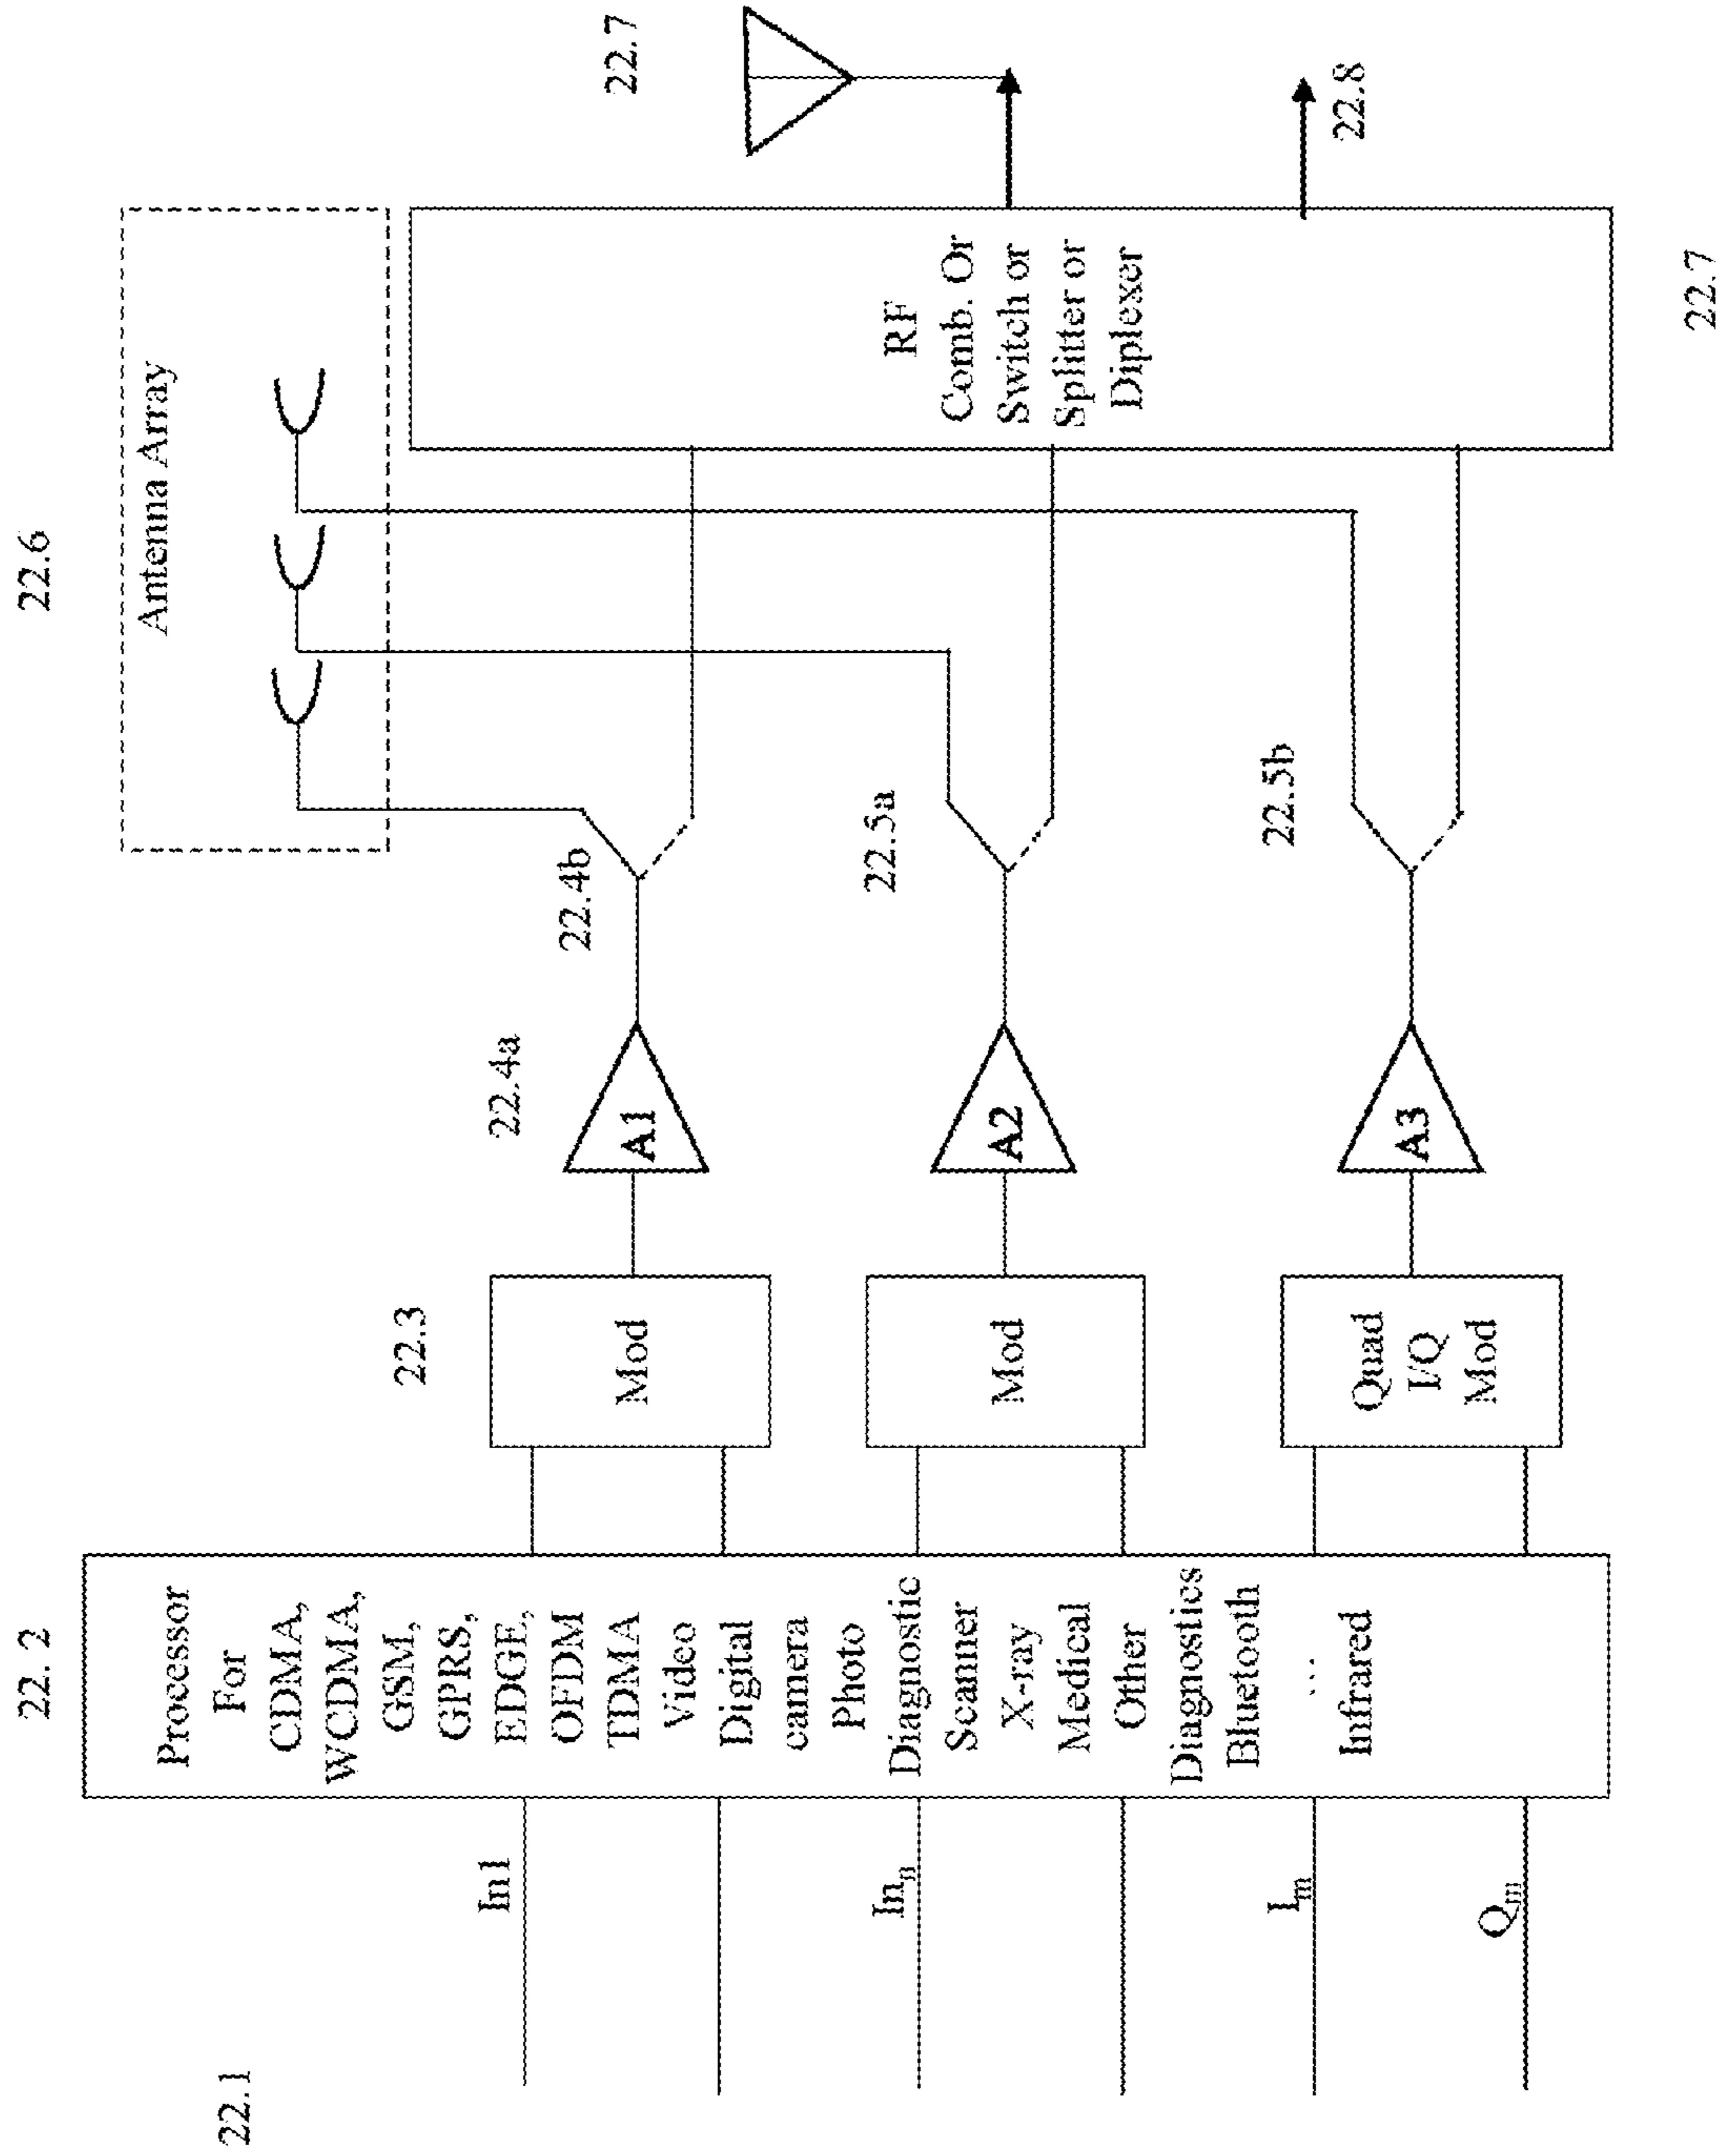 22.1
In1
In_n
I_m
Q_m
22. 2
Processor
For
CDMA,
WCDMA,
GSM,
GPRS,
EDGE,
OFDM
TDMA
Video
Digital
camera
Photo
Diagnostic
Scanner
X-ray
Medical
Other
Diagnostics
Bluetooth
...
Infrared
22.3
Mod
Mod
Quad
I/Q
Mod
22.4a
A1
A2
A3
22.4b
22.5a
22.5b
22.6
Antenna Array
RF
Comb. Or
Switch or
Splitter or
Diplexer
22.7
22.7
22.8